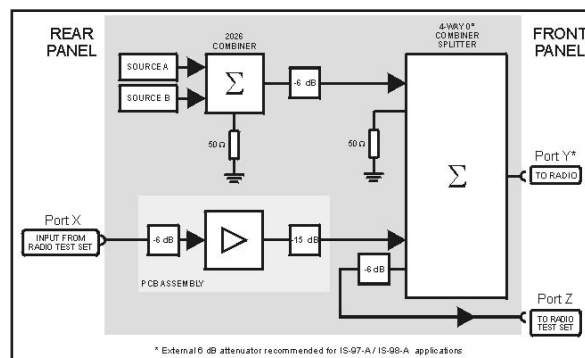 REAR
PANEL
2026
COMBINER
4-WAY 0°
COMBINER
SPLITTER
FRONT
PANEL
SOURCE A
SOURCE B
Σ
-6 dB
50 Ω
50 Ω
Σ
Port Y*
TO RADIO
Port X
INPUT FROM
RADIO TEST SET
-6 dB
-15 dB
-6 dB
PCB ASSEMBLY
Port Z
TO RADIO
TEST SET
* External 6 dB attenuator recommended for IS-97-A / IS-98-A applications